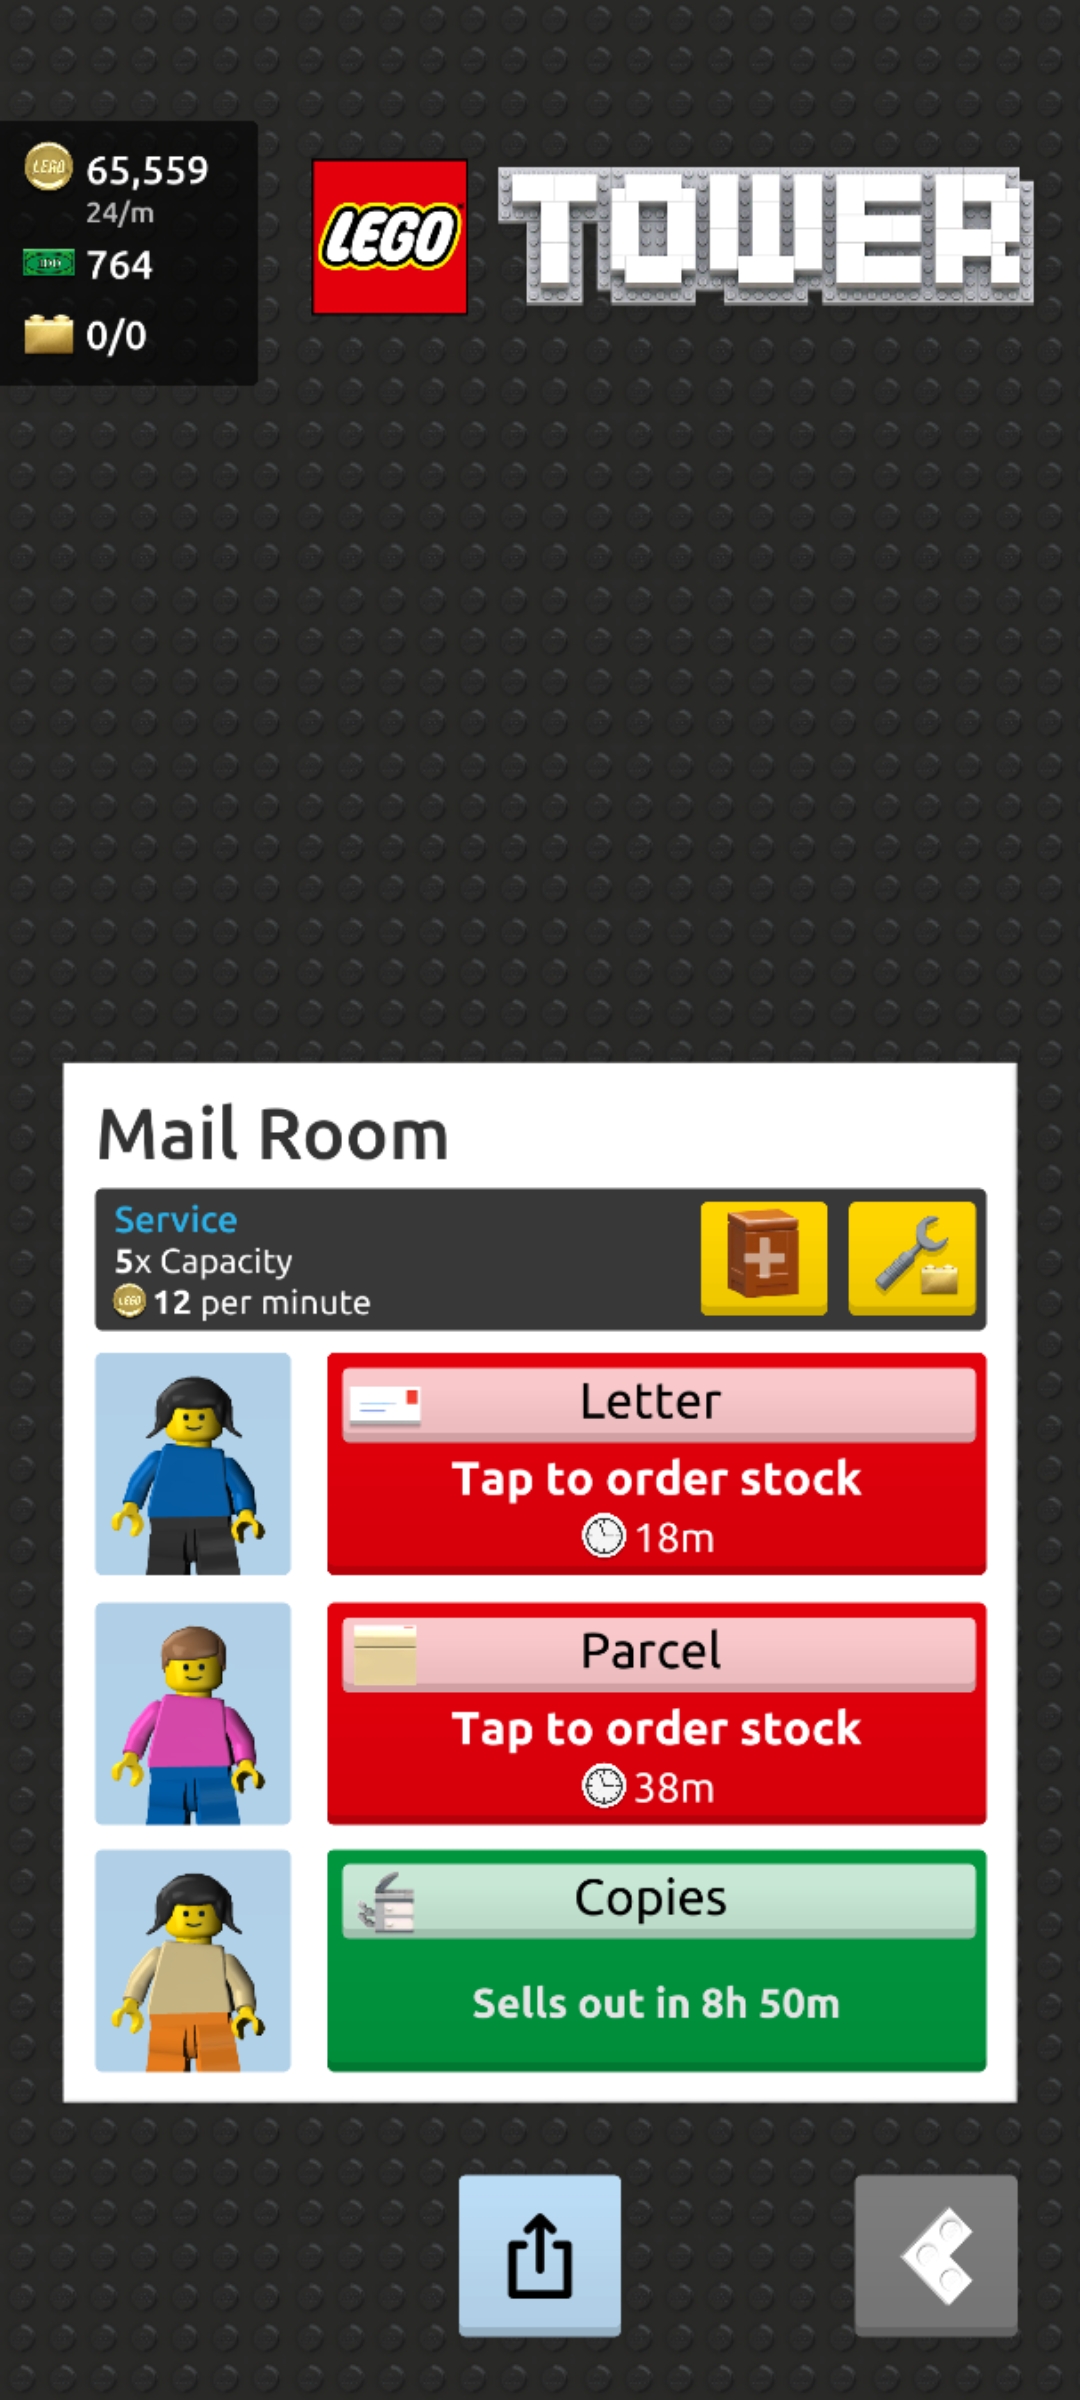 65,559
24/m
764
0/0
LEGO TOWER
Mail Room
Service
5x Capacity
12 per minute
Letter
Tap to order stock
18m
Parcel
Tap to order stock
38m
Copies
Sells out in 8h 50m